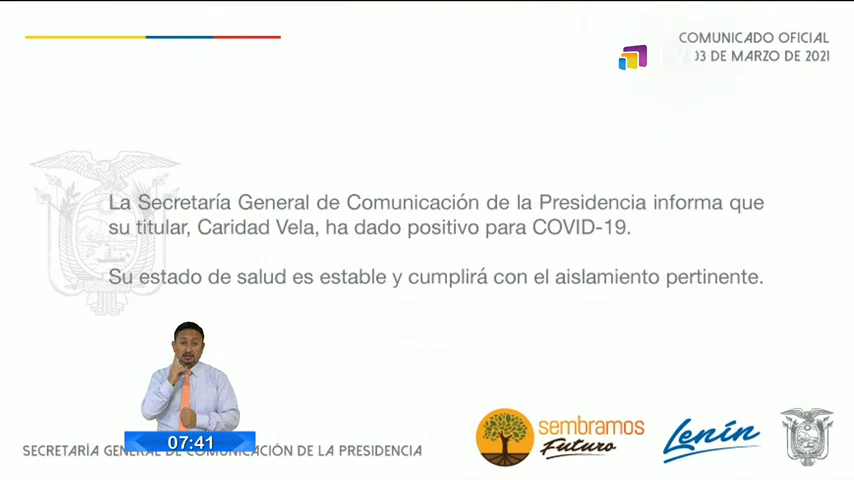 COMUNICADO OFICIAL
03 DE MARZO DE 2021
La Secretaría General de Comunicación de la Presidencia informa que
su titular, Caridad Vela, ha dado positivo para COVID-19.
Su estado de salud es estable y cumplirá con el aislamiento pertinente.
07:41
SECRETARÍA GENERAL DE COMUNICACIÓN DE LA PRESIDENCIA
sembramos
Futuro
Lenín